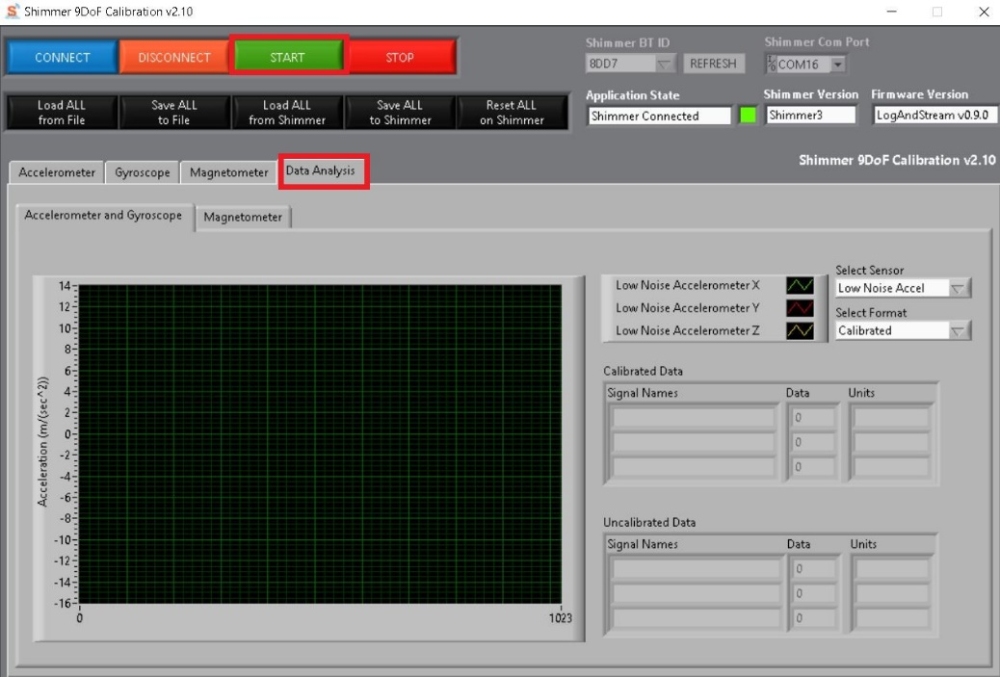 Shimmer 9DoF Calibration v2.10
CONNECT
DISCONNECT
START
STOP
Shimmer BT ID
8DD7
REFRESH
Shimmer Com Port
COM16
Load ALL
from File
Save ALL
to File
Load ALL
from Shimmer
Save ALL
to Shimmer
Reset ALL
on Shimmer
Application State
Shimmer Connected
Shimmer Version
Shimmer3
Firmware Version
LogAndStream v0.9.0
Shimmer 9DoF Calibration v2.10
Accelerometer
Gyroscope
Magnetometer
Data Analysis
Accelerometer and Gyroscope
Magnetometer
Acceleration (m/(sec^2))
14
12
10
8
6
4
2
0
-2
-4
-6
-8
-10
-12
-14
-16
0
1023
Low Noise Accelerometer X
Low Noise Accelerometer Y
Low Noise Accelerometer Z
Select Sensor
Low Noise Accel
Select Format
Calibrated
Calibrated Data
Signal Names Data Units
0
0
0
Uncalibrated Data
Signal Names Data Units
0
0
0